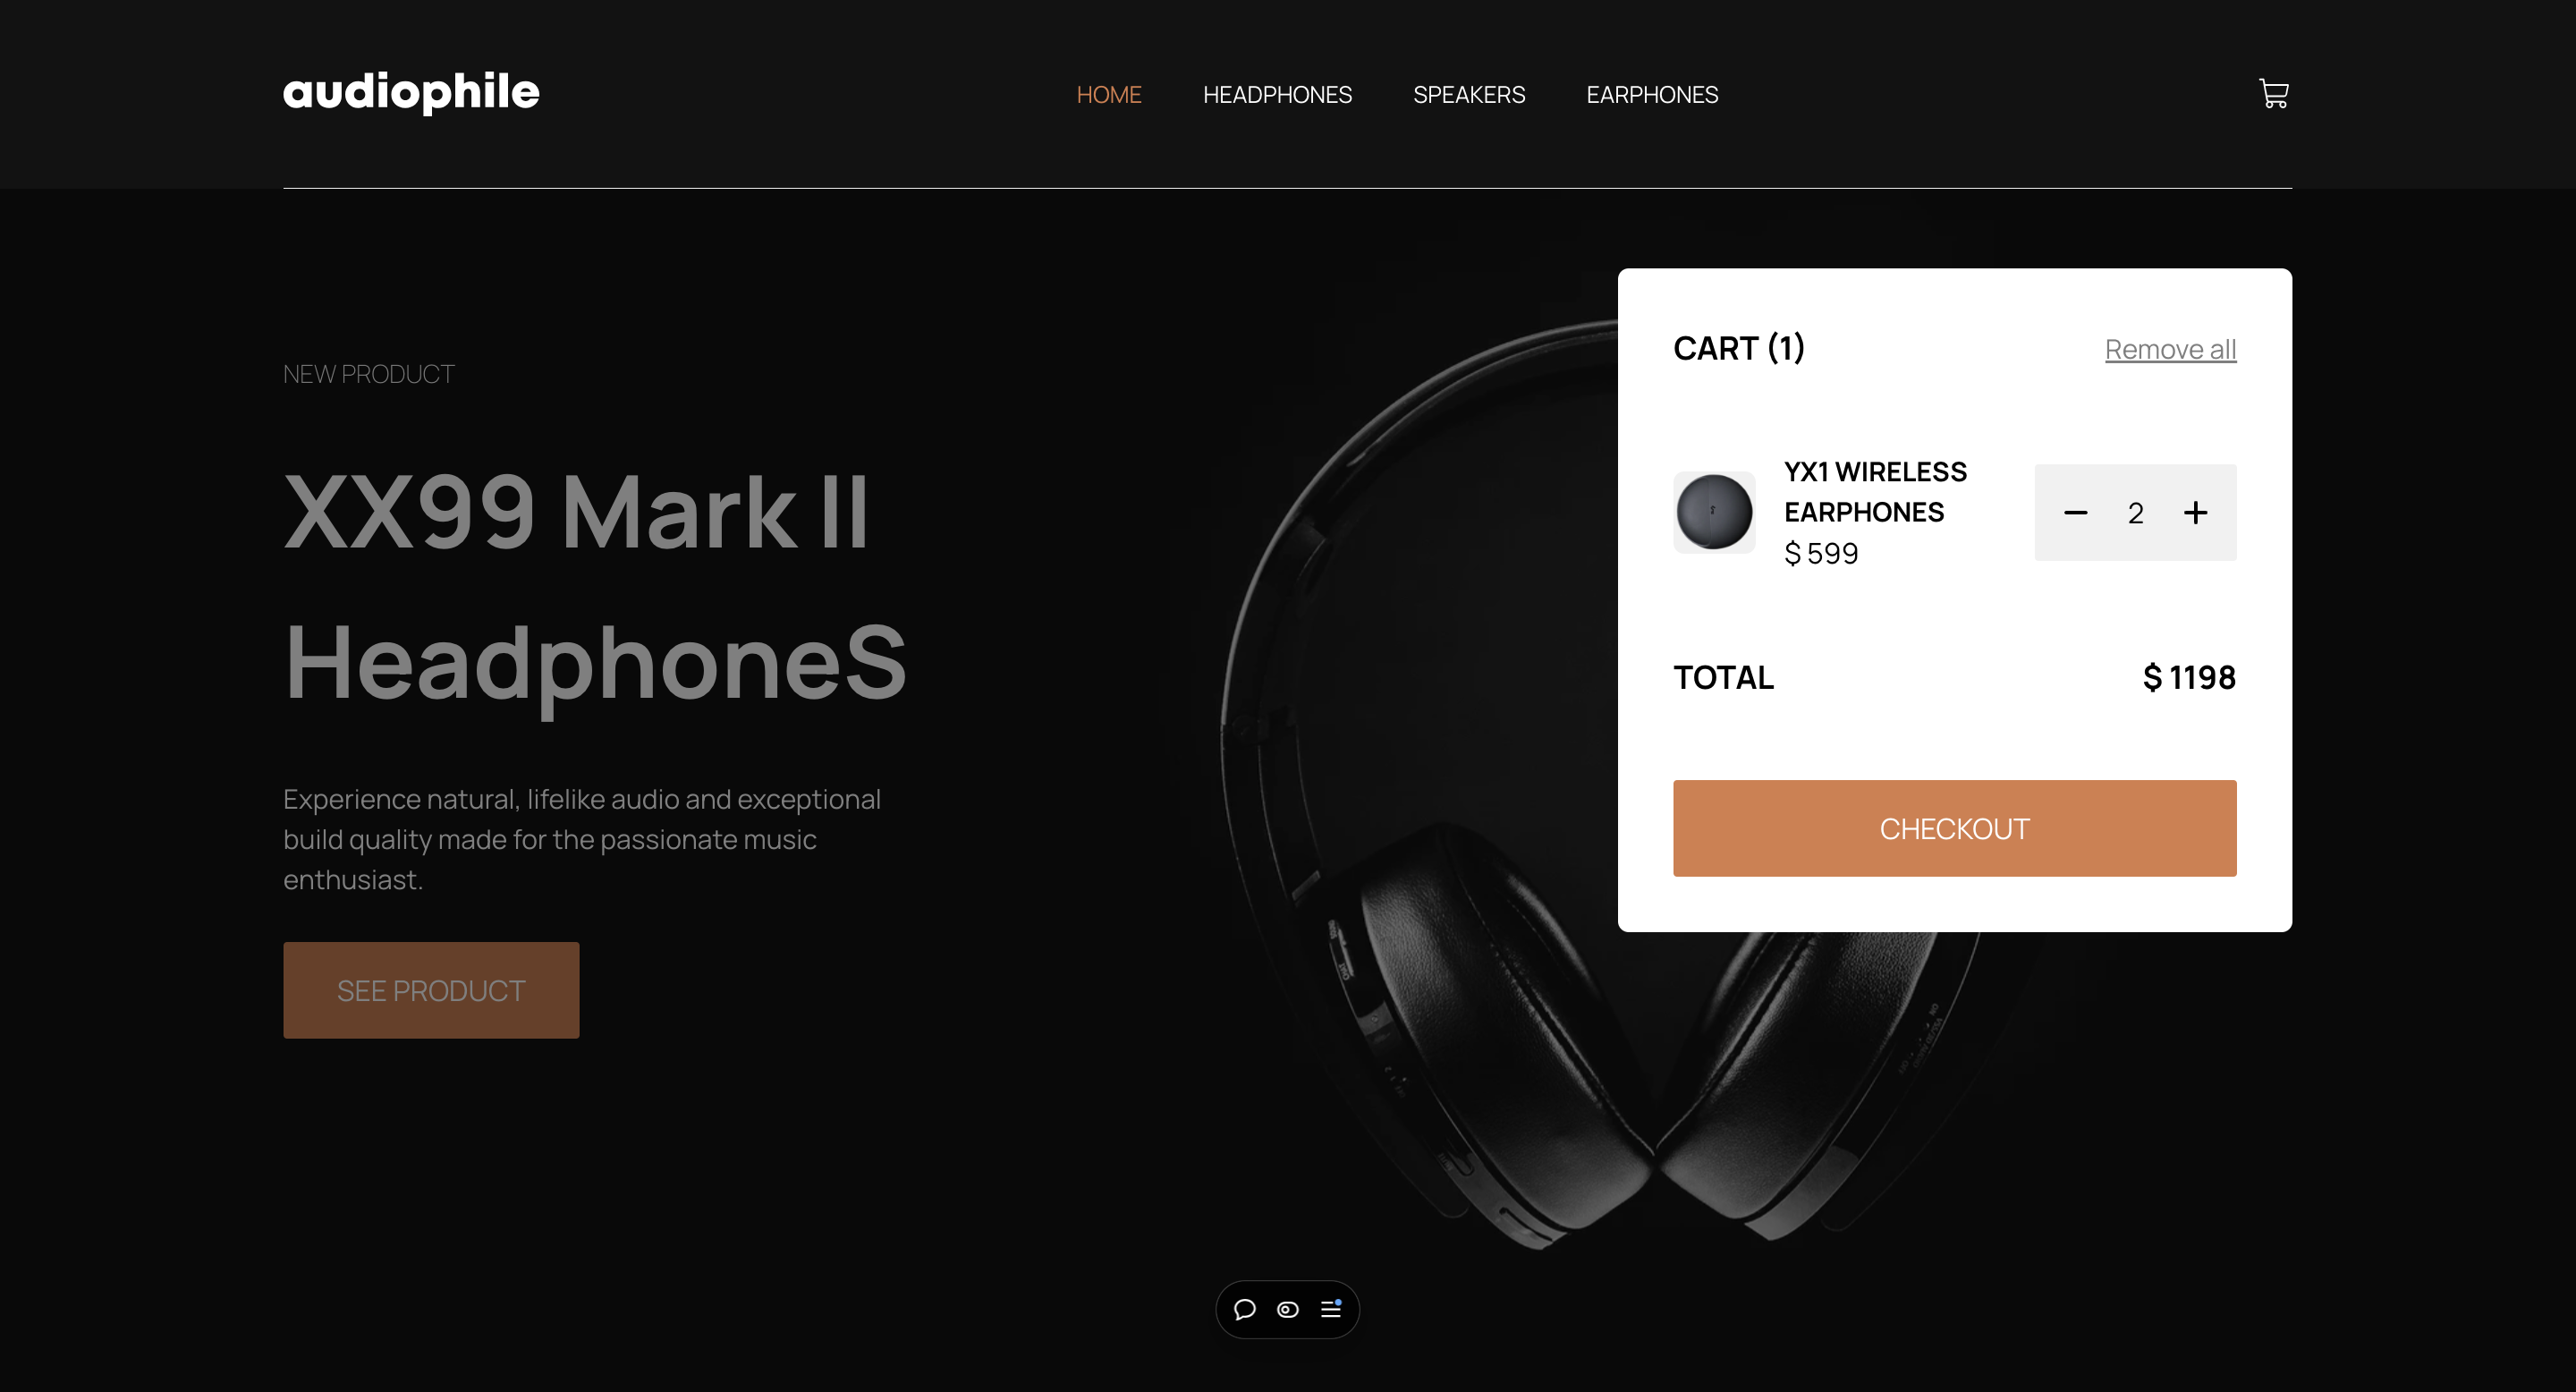 audiophile
HOME HEADPHONES SPEAKERS EARPHONES
NEW PRODUCT
XX99 Mark II
HeadphoneS
Experience natural, lifelike audio and exceptional
build quality made for the passionate music
enthusiast.
SEE PRODUCT
CART (1) Remove all
YX1 WIRELESS
EARPHONES
$ 599
2
TOTAL $ 1198
CHECKOUT